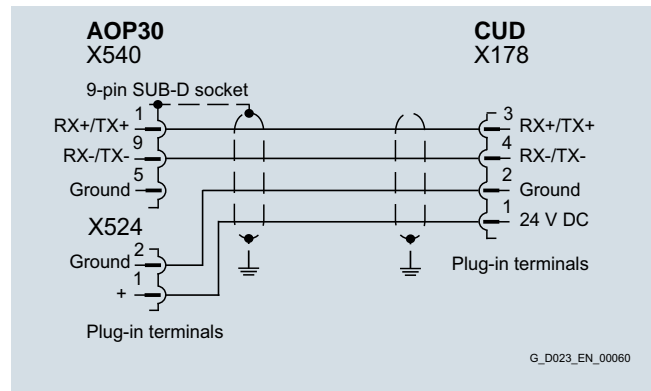 AOP30
X540
CUD
X178
9-pin SUB-D socket
1
RX+/TX+
9
RX-/TX-
5
Ground
3
RX+/TX+
4
RX-/TX-
2
Ground
1
24 V DC
Plug-in terminals
X524
2
Ground
1
+
Plug-in terminals
G_D023_EN_00060